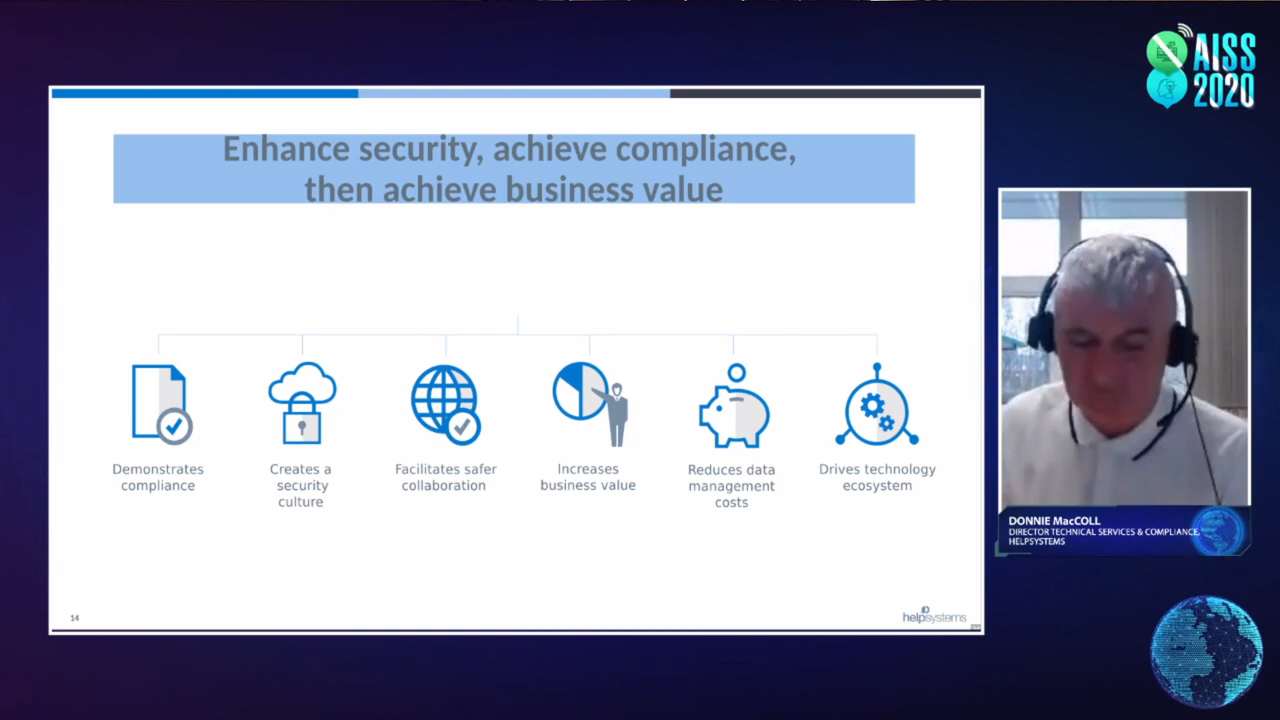 AISS
2020
Enhance security, achieve compliance,
then achieve business value
Demonstrates
compliance
Creates a
security
culture
Facilitates safer
collaboration
Increases
business value
Reduces data
management
costs
Drives technology
ecosystem
14
helpsystems
DONNIE MacCOLL
DIRECTOR TECHNICAL SERVICES & COMPLIANCE,
HELPSYSTEMS